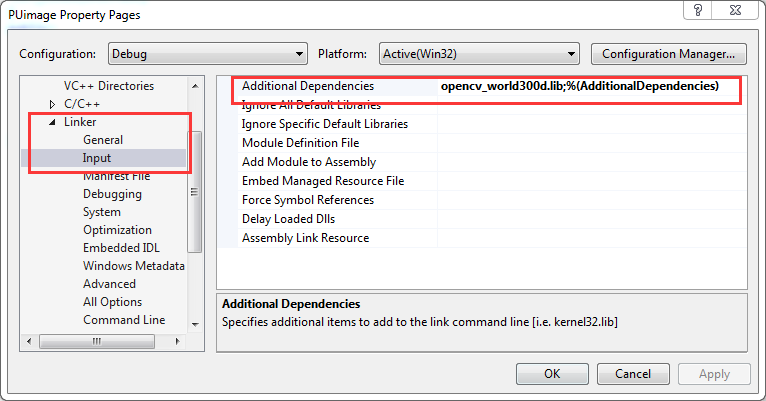 PUimage Property Pages
?
Configuration: Debug Platform: Active(Win32) Configuration Manager...
VC++ Directories
C/C++
Linker
General
Input
Manifest File
Debugging
System
Optimization
Embedded IDL
Windows Metadata
Advanced
All Options
Command Line
Additional Dependencies opencv_world300d.lib;%(AdditionalDependencies)
Ignore All Default Libraries
Ignore Specific Default Libraries
Module Definition File
Add Module to Assembly
Embed Managed Resource File
Force Symbol References
Delay Loaded Dlls
Assembly Link Resource
Additional Dependencies
Specifies additional items to add to the link command line [i.e. kernel32.lib]
OK Cancel Apply